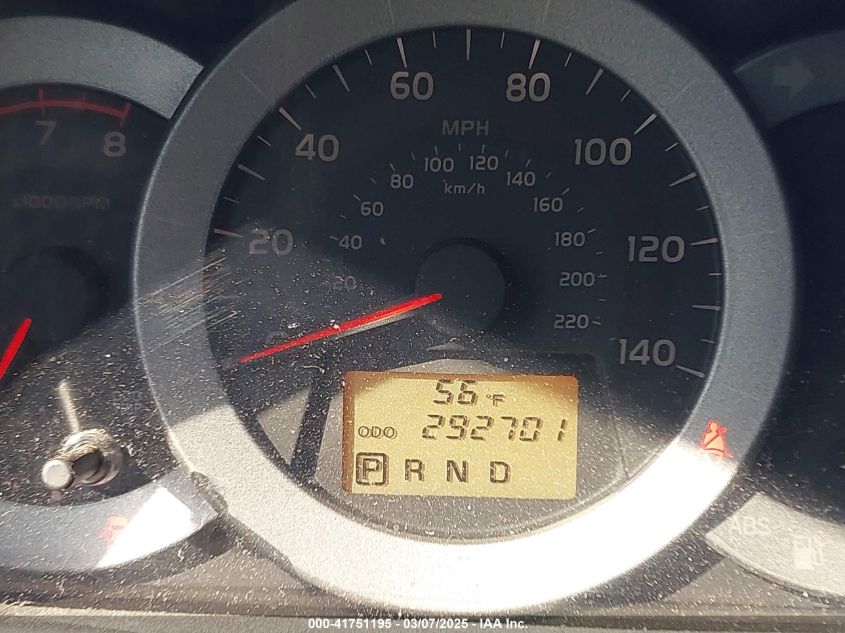 7 8
x1000 RPM
20 40 60 80 100 120 140
MPH
20 40 60 80 100 120 140 160 180 200 220
km/h
56 °F
ODO 292701
P R N D
ABS
000-41751195 - 03/07/2025 - IAA Inc.